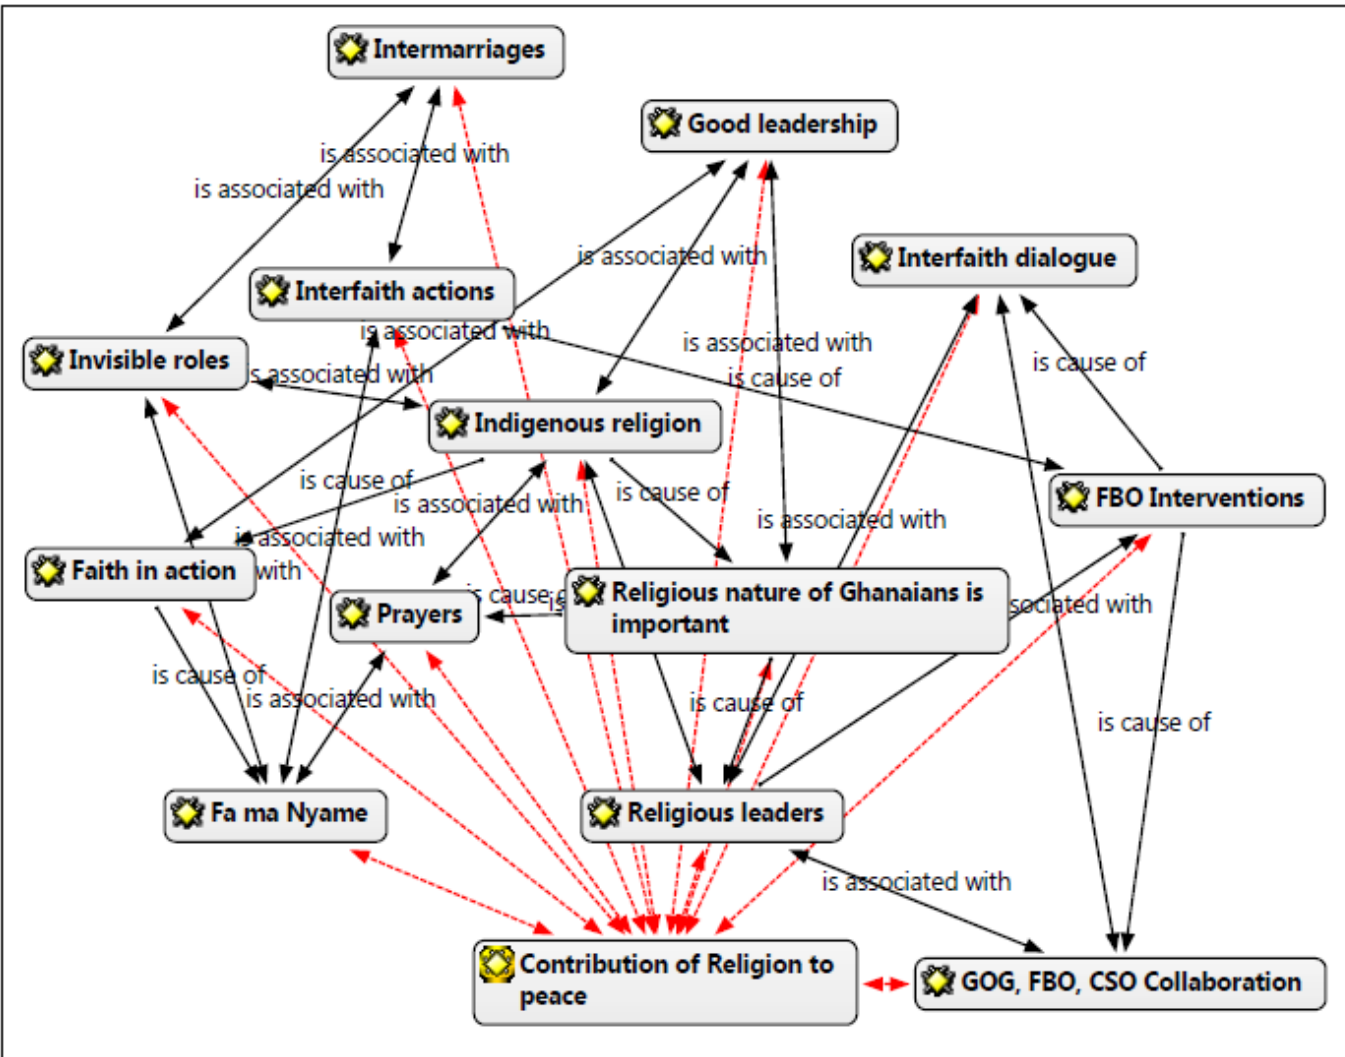 Intermarriages
Good leadership
is associated with
is associated with
Interfaith dialogue
is associated with
Interfaith actions
is associated with
Invisible roles
is associated with
is cause of
is associated with
is cause of
Indigenous religion
is cause of
is associated with
is cause of
FBO Interventions
is associated with
is associated with
Faith in action
with
Religious nature of Ghanaians is
important
Prayers
is cause
is
sociated with
is cause of
is associated with
is cause of
is cause of
Fa ma Nyame
Religious leaders
is associated with
Contribution of Religion to
peace
GOG, FBO, CSO Collaboration